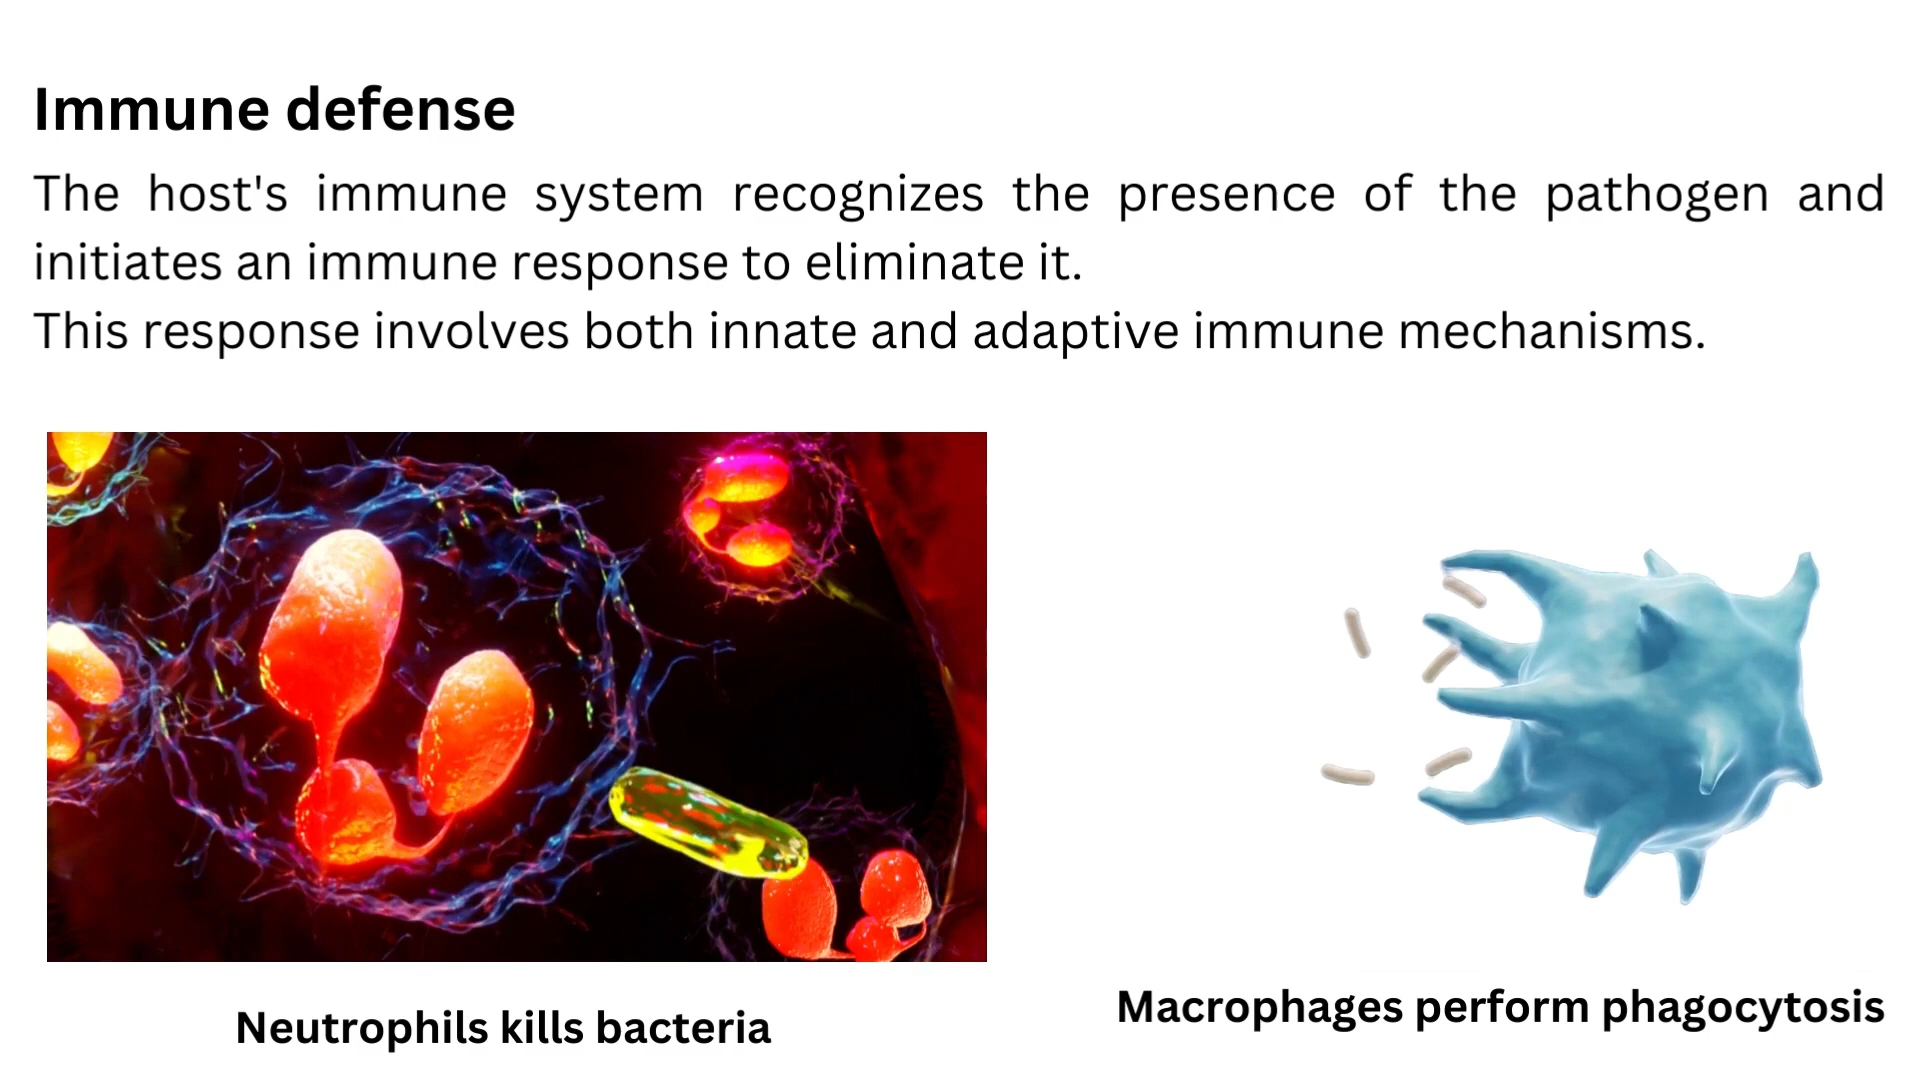 Immune defense
The host's immune system recognizes the presence of the pathogen and
initiates an immune response to eliminate it.
This response involves both innate and adaptive immune mechanisms.
Neutrophils kills bacteria
Macrophages perform phagocytosis